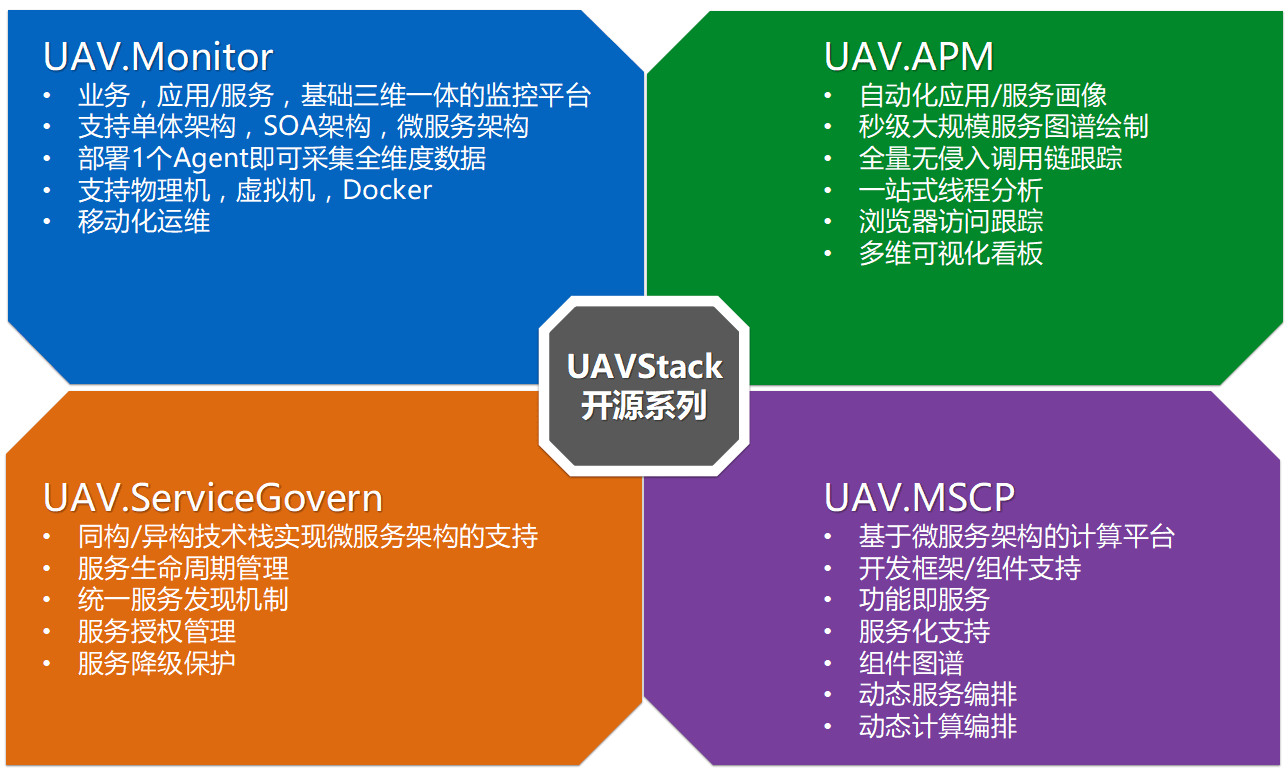 UAV.Monitor
• 业务，应用/服务，基础三维一体的监控平台
• 支持单体架构，SOA架构，微服务架构
• 部署1个Agent即可采集全维度数据
• 支持物理机，虚拟机，Docker
• 移动化运维
UAV.APM
• 自动化应用/服务画像
• 秒级大规模服务图谱绘制
• 全量无侵入调用链跟踪
• 一站式线程分析
• 浏览器访问跟踪
• 多维可视化看板
UAVStack
开源系列
UAV.ServiceGovern
• 同构/异构技术栈实现微服务架构的支持
• 服务生命周期管理
• 统一服务发现机制
• 服务授权管理
• 服务降级保护
UAV.MSCP
• 基于微服务架构的计算平台
• 开发框架/组件支持
• 功能即服务
• 服务化支持
• 组件图谱
• 动态服务编排
• 动态计算编排